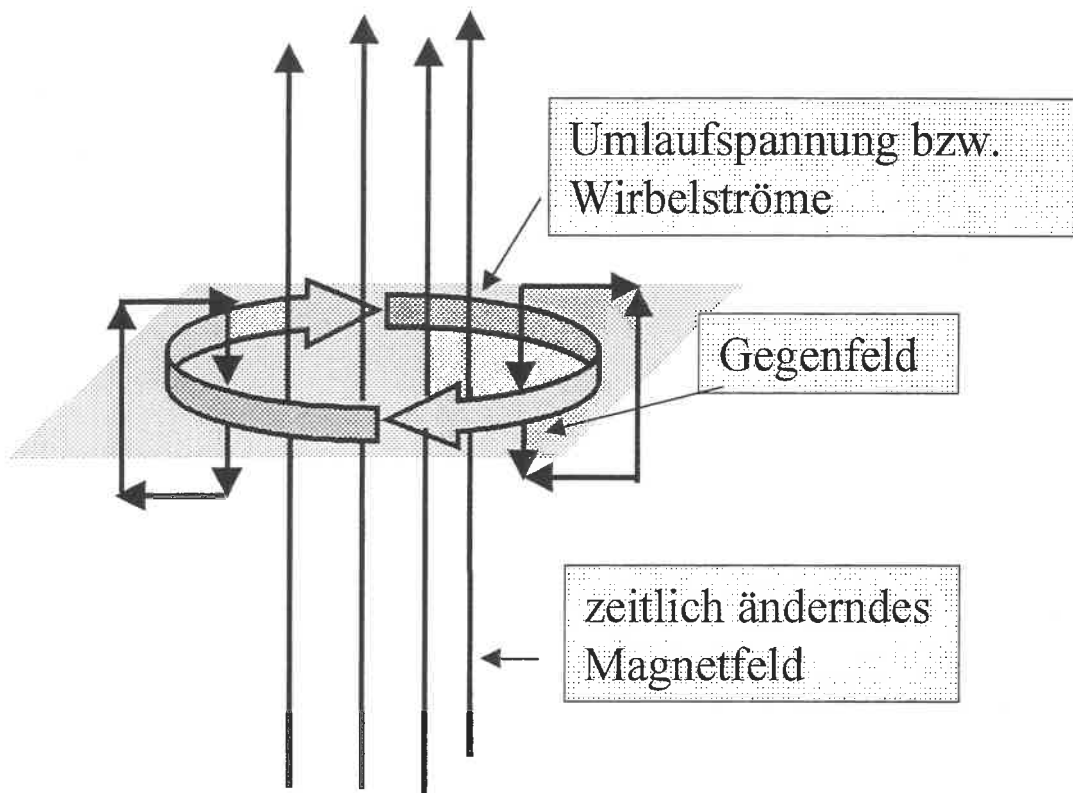 Umlaufspannung bzw.
Wirbelströme
Gegenfeld
zeitlich änderndes
Magnetfeld